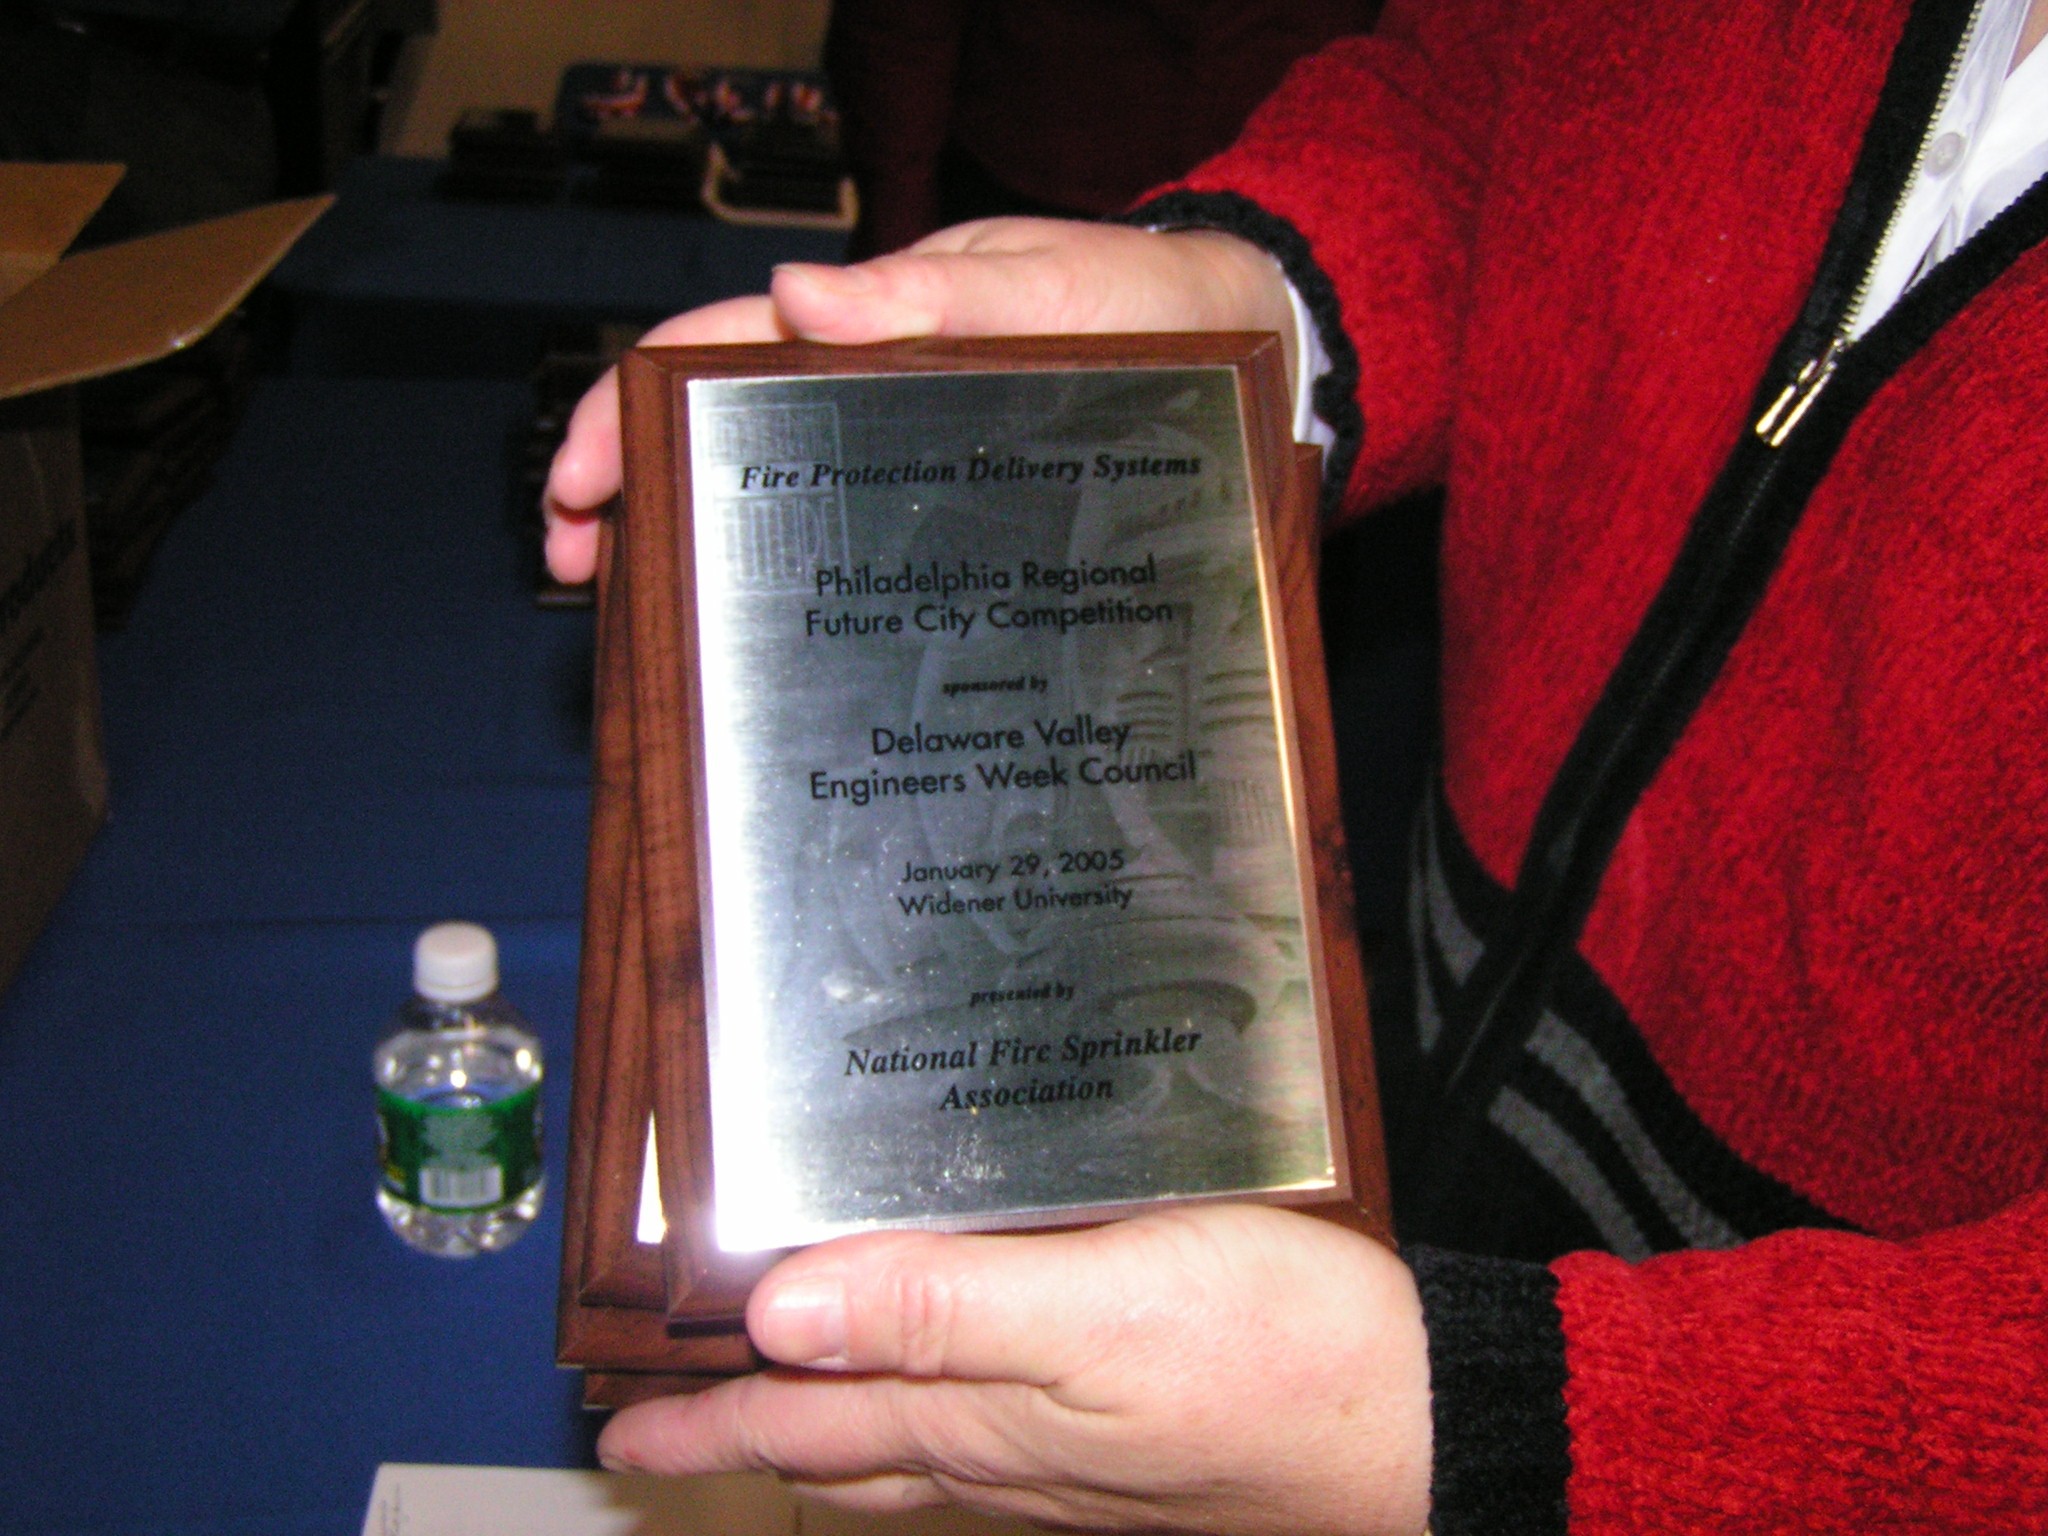 Fire Protection Delivery Systems
Philadelphia Regional
Future City Competition
sponsored by
Delaware Valley
Engineers Week Council
January 29, 2005
Widener University
presented by
National Fire Sprinkler
Association